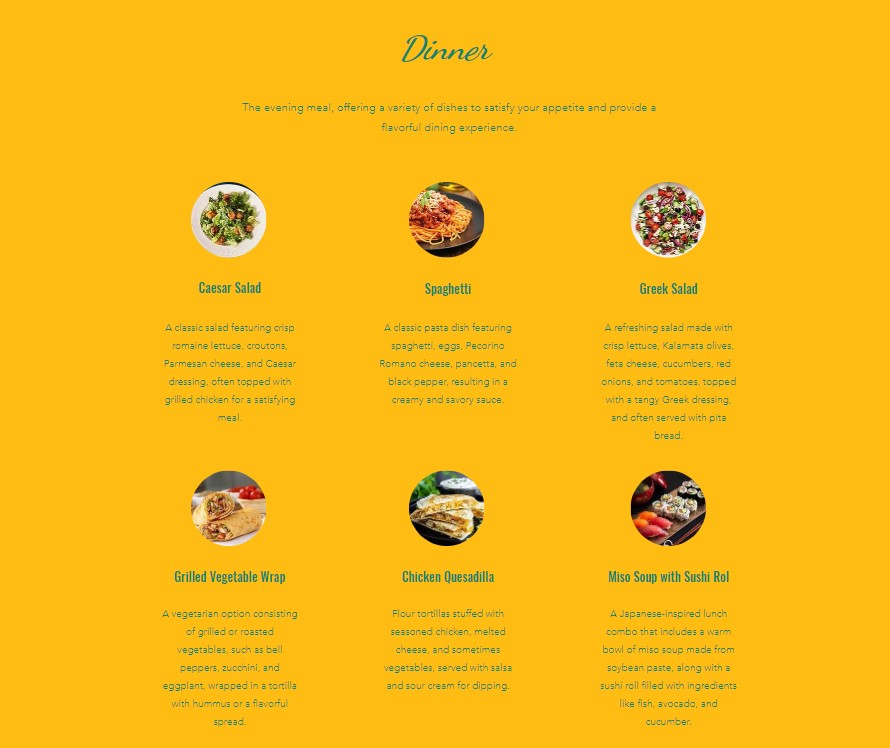 Dinner
The evening meal, offering a variety of dishes to satisfy your appetite and provide a
flavorful dining experience.
Caesar Salad
A classic salad featuring crisp
romaine lettuce, croutons,
Parmesan cheese, and Caesar
dressing, often topped with
grilled chicken for a satisfying
meal.
Spaghetti
A classic pasta dish featuring
spaghetti, eggs, Pecorino
Romano cheese, pancetta, and
black pepper, resulting in a
creamy and savory sauce.
Greek Salad
A refreshing salad made with
crisp lettuce, Kalamata olives,
feta cheese, cucumbers, red
onions, and tomatoes, topped
with a tangy Greek dressing,
and often served with pita
bread.
Grilled Vegetable Wrap
A vegetarian option consisting
of grilled or roasted
vegetables, such as bell
peppers, zucchini, and
eggplant, wrapped in a tortilla
with hummus or a flavorful
spread.
Chicken Quesadilla
Flour tortillas stuffed with
seasoned chicken, melted
cheese, and sometimes
vegetables, served with salsa
and sour cream for dipping.
Miso Soup with Sushi Rol
A Japanese-inspired lunch
combo that includes a warm
bowl of miso soup made from
soybean paste, along with a
sushi roll filled with ingredients
like fish, avocado, and
cucumber.